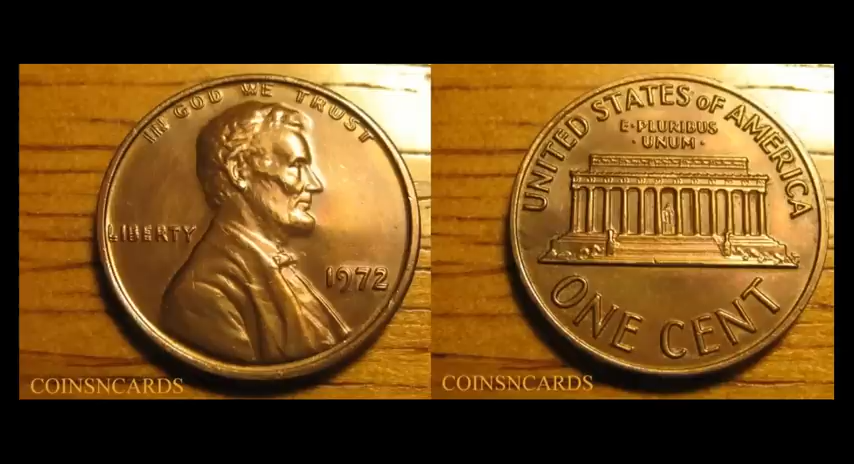 IN GOD WE TRUST
LIBERTY
1972
COINSNCARDS
UNITED STATES OF AMERICA
E·PLURIBUS
·UNUM·
ONE CENT
COINSNCARDS